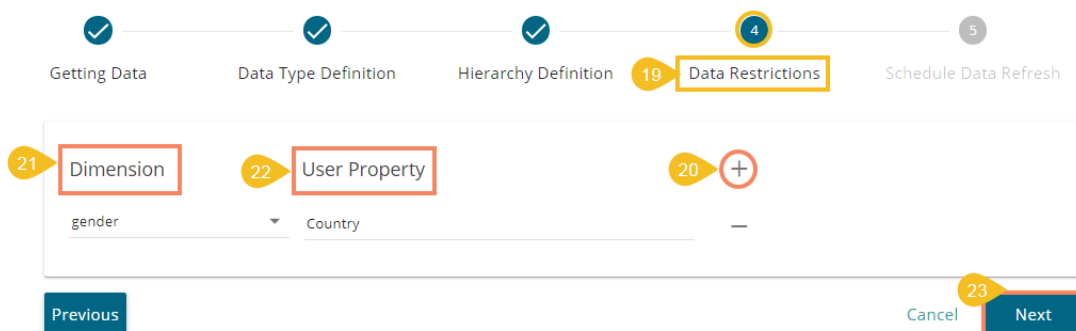 4
5
Getting Data
Data Type Definition
Hierarchy Definition
19
Data Restrictions
Schedule Data Refresh
21
Dimension
22
User Property
20
+
gender
Country
−
23
Previous
Cancel
Next